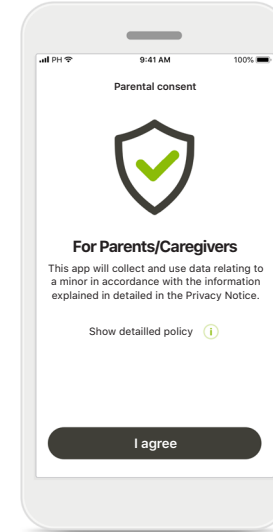 PH 9:41 AM 100%
Parental consent
For Parents/Caregivers
This app will collect and use data relating to
a minor in accordance with the information
explained in detailed in the Privacy Notice.
Show detailled policy i
I agree